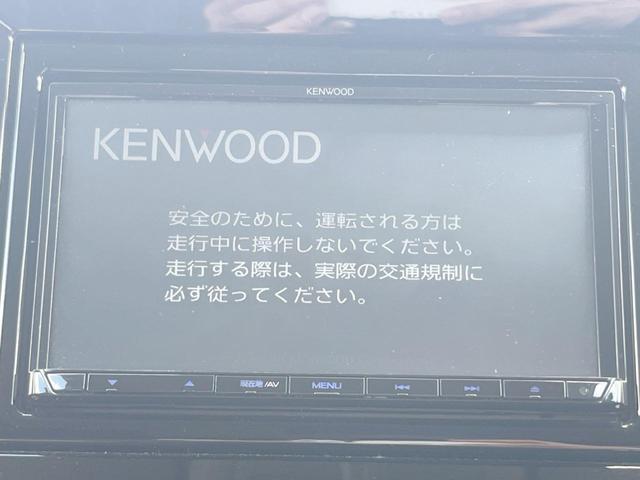 KENWOOD
KENWOOD
安全のために、運転される方は
走行中に操作しないでください。
走行する際は、実際の交通規制に
必ず従ってください。
現在地/AV MENU